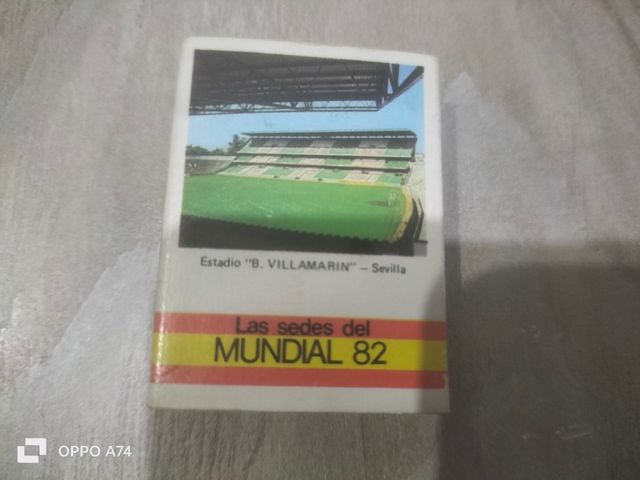 Estadio "B. VILLAMARIN" – Sevilla
Las sedes del
MUNDIAL 82
OPPO A74